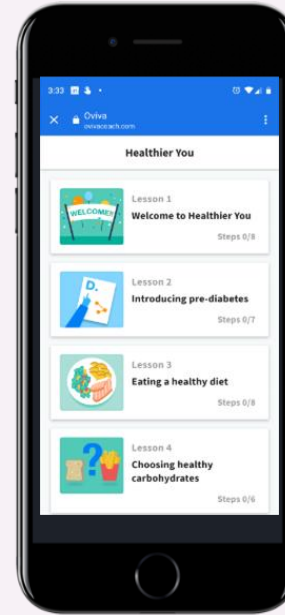 3:33
Oviva
ovivacoach.com
Healthier You
WELCOME!
Lesson 1
Welcome to Healthier You
Steps 0/8
D.
Lesson 2
Introducing pre-diabetes
Steps 0/7
Lesson 3
Eating a healthy diet
Steps 0/8
?
Lesson 4
Choosing healthy
carbohydrates
Steps 0/6